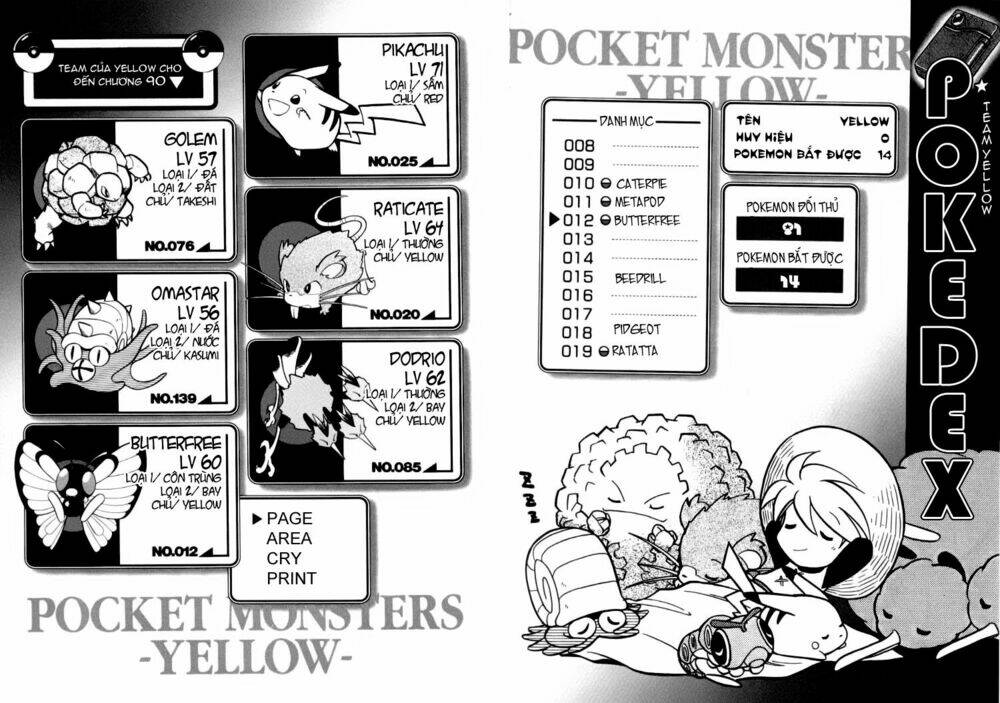 TEAM CỦA YELLOW CHO
ĐẾN CHƯƠNG 90▼
PIKACHU
LV 71
LOẠI 1/ SẤM
CHỦ/ RED
NO.025
GOLEM
LV 57
LOẠI 1/ ĐÁ
LOẠI 2/ ĐẤT
CHỦ/ TAKESHI
NO.076
RATICATE
LV 64
LOẠI 1/ THƯỜNG
CHỦ/ YELLOW
NO.020
OMASTAR
LV 56
LOẠI 1/ ĐÁ
LOẠI 2/ NƯỚC
CHỦ/ KASUMI
NO.139
DODRIO
LV 62
LOẠI 1/ THƯỜNG
LOẠI 2/ BAY
CHỦ/ YELLOW
NO.085
BUTTERFREE
LV 60
LOẠI 1/ CÔN TRÙNG
LOẠI 2/ BAY
CHỦ/ YELLOW
NO.012
▶PAGE
AREA
CRY
PRINT
POCKET MONSTERS
-YELLOW-
POCKET MONSTER
-YELLOW-
DANH MỤC
008
009
010 CATERPIE
011 METAPOD
▶012 BUTTERFREE
013
014
015 BEEDRILL
016
017
018 PIDGEOT
019 RATATTA
TÊN YELLOW
HUY HIỆU 0
POKEMON BẮT ĐƯỢC 14
POKEMON ĐỐI THỦ
81
POKEMON BẮT ĐƯỢC
14
POKEDEX
★TEAM YELLOW
Z
Z
Z